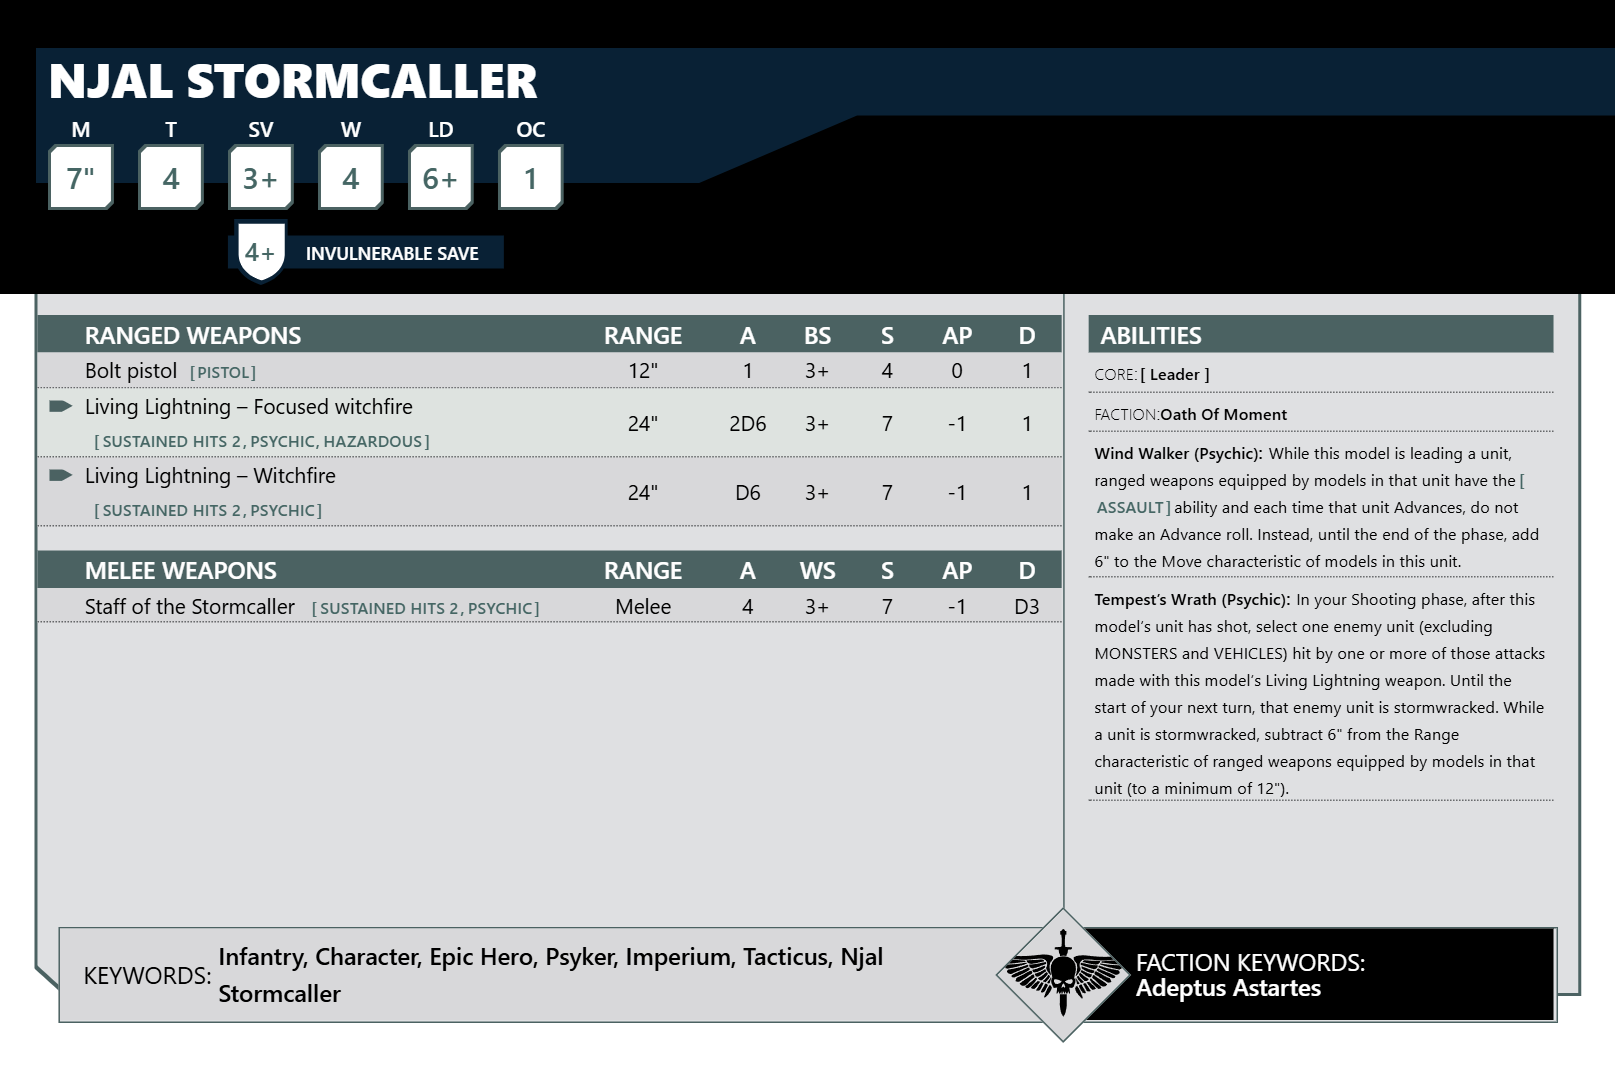 NJAL STORMCALLER
M T SV W LD OC
7" 4 3+ 4 6+ 1
4+ INVULNERABLE SAVE
RANGED WEAPONS RANGE A BS S AP D
Bolt pistol [PISTOL] 12" 1 3+ 4 0 1
Living Lightning – Focused witchfire
[SUSTAINED HITS 2, PSYCHIC, HAZARDOUS] 24" 2D6 3+ 7 -1 1
Living Lightning – Witchfire
[SUSTAINED HITS 2, PSYCHIC] 24" D6 3+ 7 -1 1
MELEE WEAPONS RANGE A WS S AP D
Staff of the Stormcaller [SUSTAINED HITS 2, PSYCHIC] Melee 4 3+ 7 -1 D3
ABILITIES
CORE: [ Leader ]
FACTION:Oath Of Moment
Wind Walker (Psychic): While this model is leading a unit,
ranged weapons equipped by models in that unit have the [
ASSAULT] ability and each time that unit Advances, do not
make an Advance roll. Instead, until the end of the phase, add
6" to the Move characteristic of models in this unit.
Tempest’s Wrath (Psychic): In your Shooting phase, after this
model’s unit has shot, select one enemy unit (excluding
MONSTERS and VEHICLES) hit by one or more of those attacks
made with this model’s Living Lightning weapon. Until the
start of your next turn, that enemy unit is stormwracked. While
a unit is stormwracked, subtract 6" from the Range
characteristic of ranged weapons equipped by models in that
unit (to a minimum of 12").
KEYWORDS: Infantry, Character, Epic Hero, Psyker, Imperium, Tacticus, Njal
Stormcaller
FACTION KEYWORDS:
Adeptus Astartes